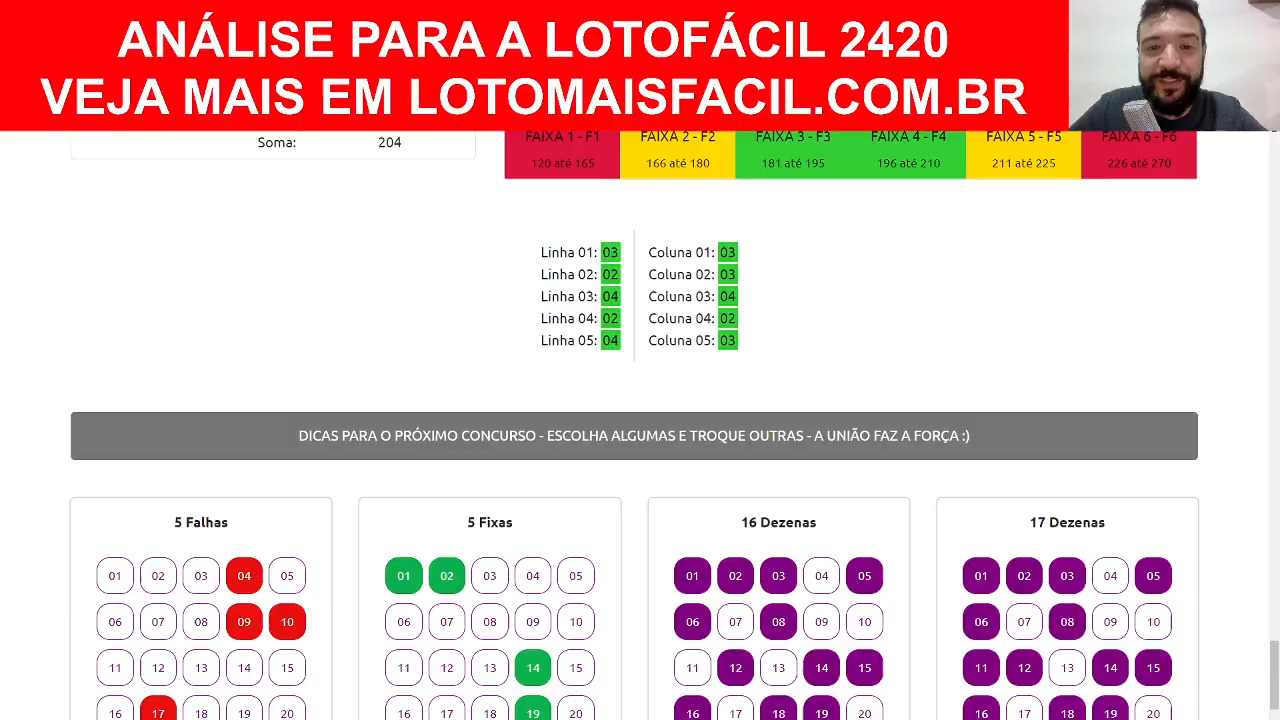 ANÁLISE PARA A LOTOFÁCIL 2420
VEJA MAIS EM LOTOMAISFACIL.COM.BR
Soma: 204
FAIXA 1 - F1 FAIXA 2 - F2 FAIXA 3 - F3 FAIXA 4 - F4 FAIXA 5 - F5 FAIXA 6 - F6
120 até 165 166 até 180 181 até 195 196 até 210 211 até 225 226 até 270
Linha 01: 03 Coluna 01: 03
Linha 02: 02 Coluna 02: 03
Linha 03: 04 Coluna 03: 04
Linha 04: 02 Coluna 04: 02
Linha 05: 04 Coluna 05: 03
DICAS PARA O PRÓXIMO CONCURSO - ESCOLHA ALGUMAS E TROQUE OUTRAS - A UNIÃO FAZ A FORÇA :)
5 Falhas 5 Fixas 16 Dezenas 17 Dezenas
01 02 03 04 05 01 02 03 04 05 01 02 03 04 05 01 02 03 04 05
06 07 08 09 10 06 07 08 09 10 06 07 08 09 10 06 07 08 09 10
11 12 13 14 15 11 12 13 14 15 11 12 13 14 15 11 12 13 14 15
16 17 18 19 20 16 17 18 19 20 16 17 18 19 20 16 17 18 19 20